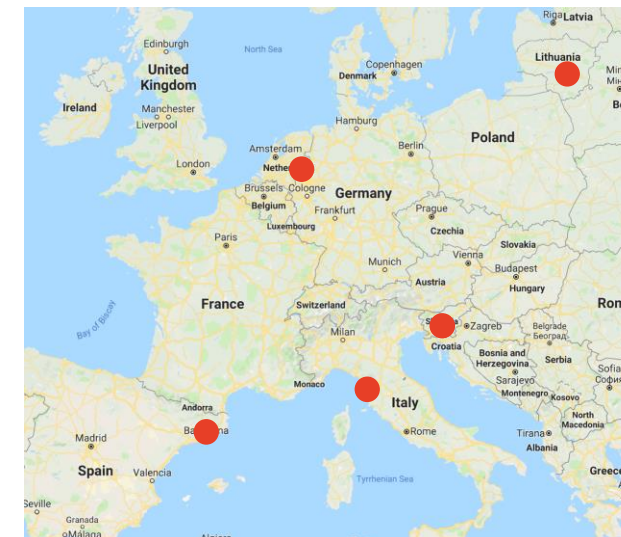 Riga
Latvia
Edinburgh
North Sea
Lithuania
Copenhagen
United
Kingdom
Denmark
Ireland
Manchester
Liverpool
Hamburg
Poland
Amsterdam
Berlin
London
Brussels
Cologne
Germany
Belgium
Frankfurt
Prague
Luxembourg
Czechia
Paris
Slovakia
Munich
Vienna
Budapest
Austria
Hungary
France
Switzerland
Bay of Biscay
Milan
Zagreb
Belgrade
Београд
Croatia
Bosnia and
Herzegovina
Serbia
Sarajevo
Monaco
Montenegro
Kosovo
Andorra
Italy
North
Macedonia
Rome
Tirana
Madrid
Albania
Spain
Valencia
Tyrrhenian Sea
Granada
Málaga